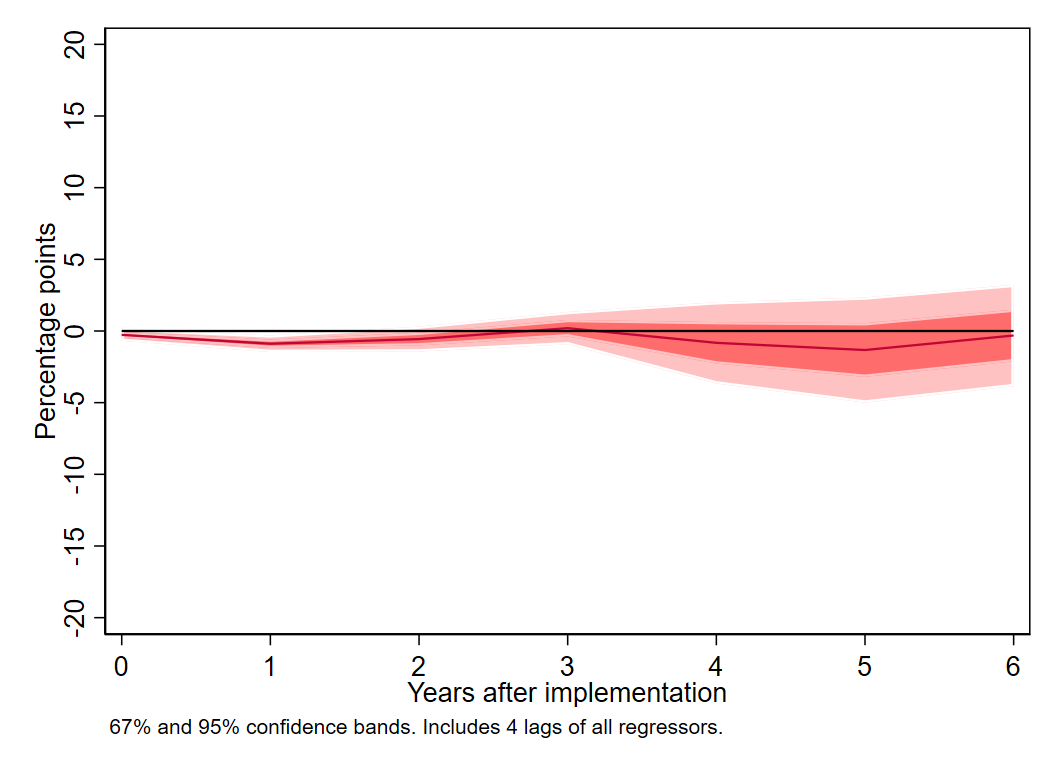 20
15
10
5
0
-5
-10
-15
-20
Percentage points
0 1 2 3 4 5 6
Years after implementation
67% and 95% confidence bands. Includes 4 lags of all regressors.